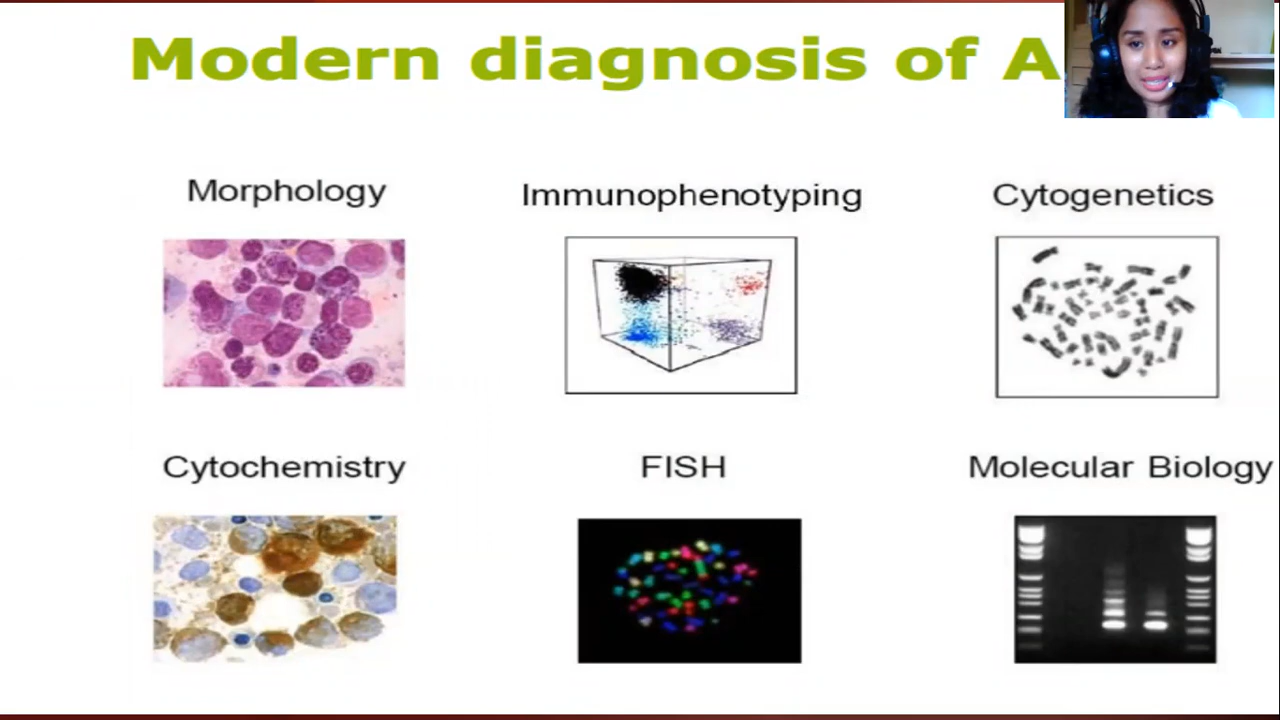 Modern diagnosis of A
Morphology
Immunophenotyping
Cytogenetics
Cytochemistry
FISH
Molecular Biology